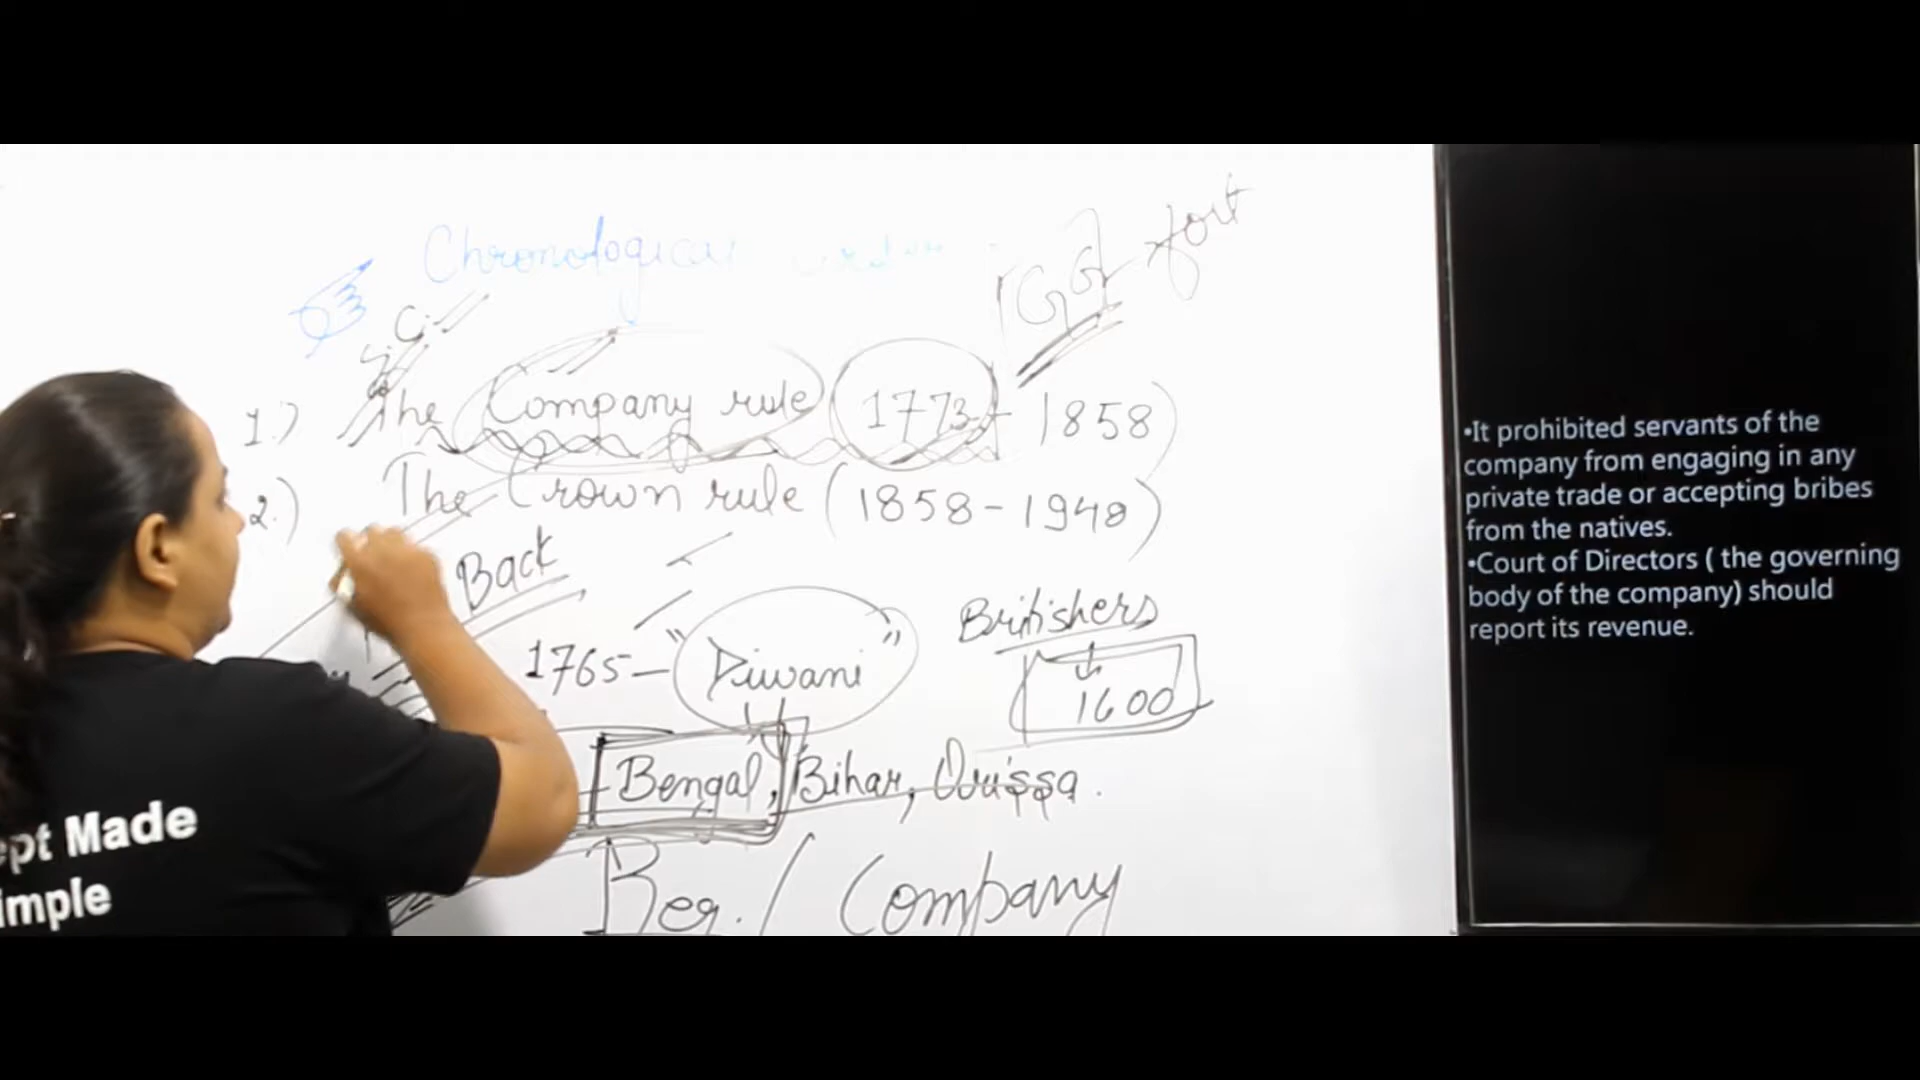 Chronological order
GG fort
S.C.
1.) The Company rule 1773 - 1858)
2.) The Crown rule (1858 - 1948)
Back
Britishers
1765 - "Diwani"
1600
Bengal, Bihar, Orissa.
Reg. / Company
ept Made
imple
•It prohibited servants of the
company from engaging in any
private trade or accepting bribes
from the natives.
•Court of Directors ( the governing
body of the company) should
report its revenue.